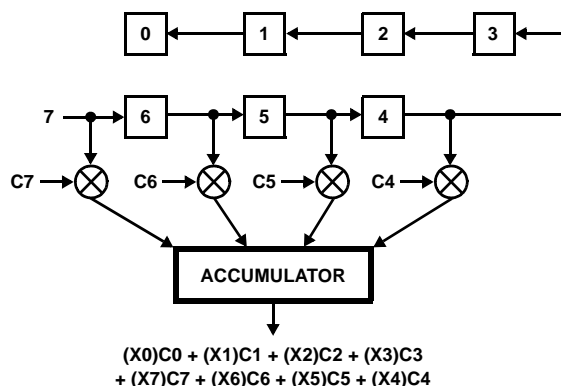 0 1 2 3
7 6 5 4
C7 C6 C5 C4
ACCUMULATOR
(X0)C0 + (X1)C1 + (X2)C2 + (X3)C3
+ (X7)C7 + (X6)C6 + (X5)C5 + (X4)C4